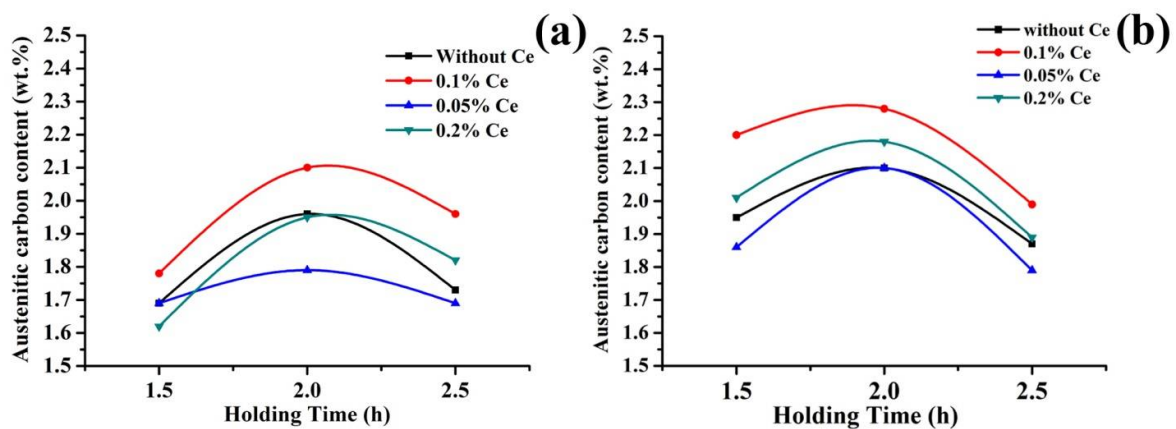 (a)
Austenitic carbon content (wt.%)
2.5
2.4
2.3
2.2
2.1
2.0
1.9
1.8
1.7
1.6
1.5
Without Ce
0.1% Ce
0.05% Ce
0.2% Ce
1.5 2.0 2.5
Holding Time (h)
(b)
Austenitic carbon content (wt.%)
2.5
2.4
2.3
2.2
2.1
2.0
1.9
1.8
1.7
1.6
1.5
without Ce
0.1% Ce
0.05% Ce
0.2% Ce
1.5 2.0 2.5
Holding Time (h)